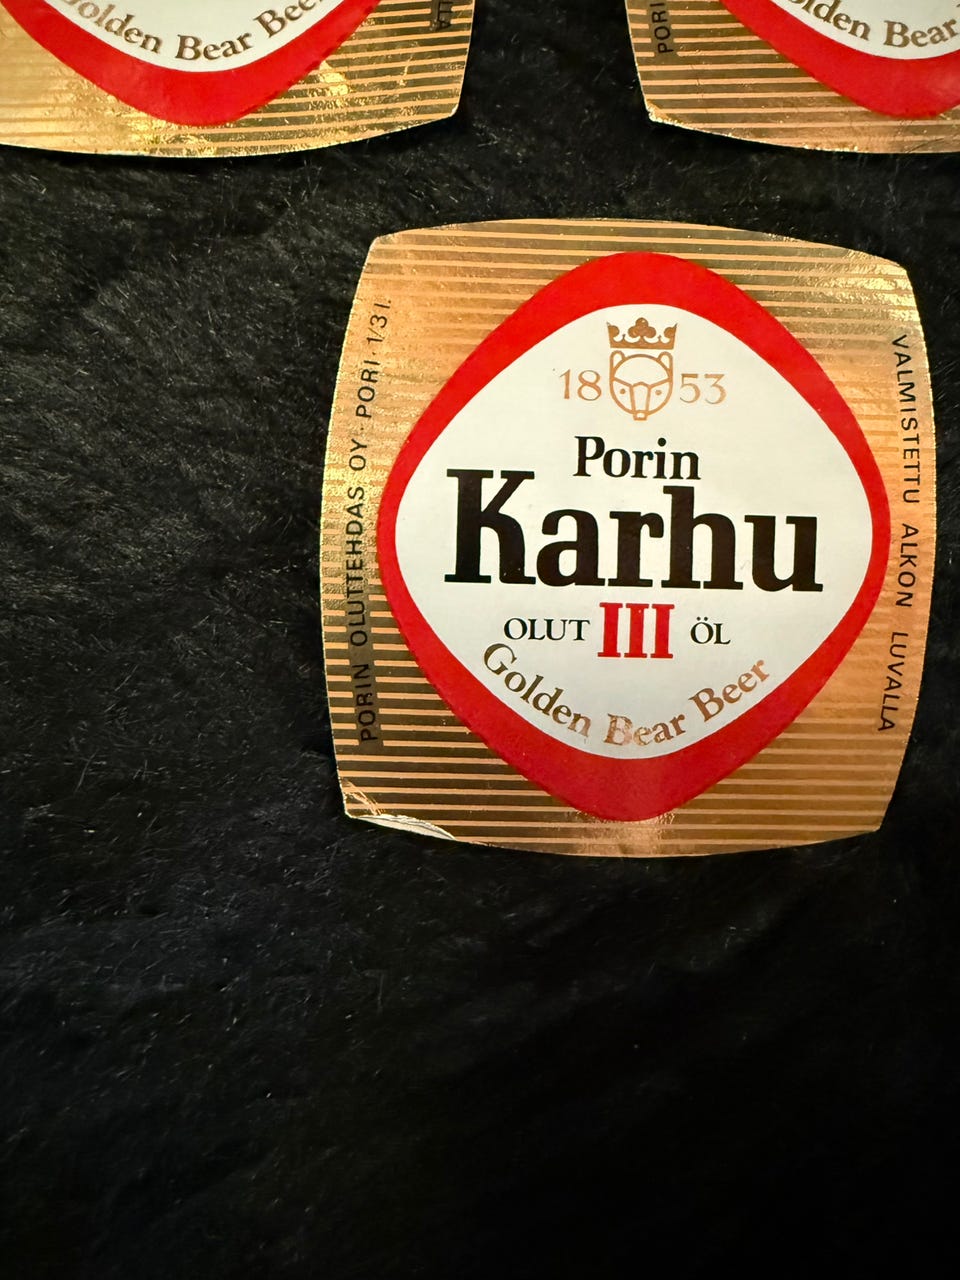 Golden Bear Beer
PORI
Golden Bear
PORIN OLUTTEHDAS OY · PORI · 1/3 l.
1853
Porin
Karhu
OLUT III ÖL
Golden Bear Beer
VALMISTETTU ALKON LUVALLA